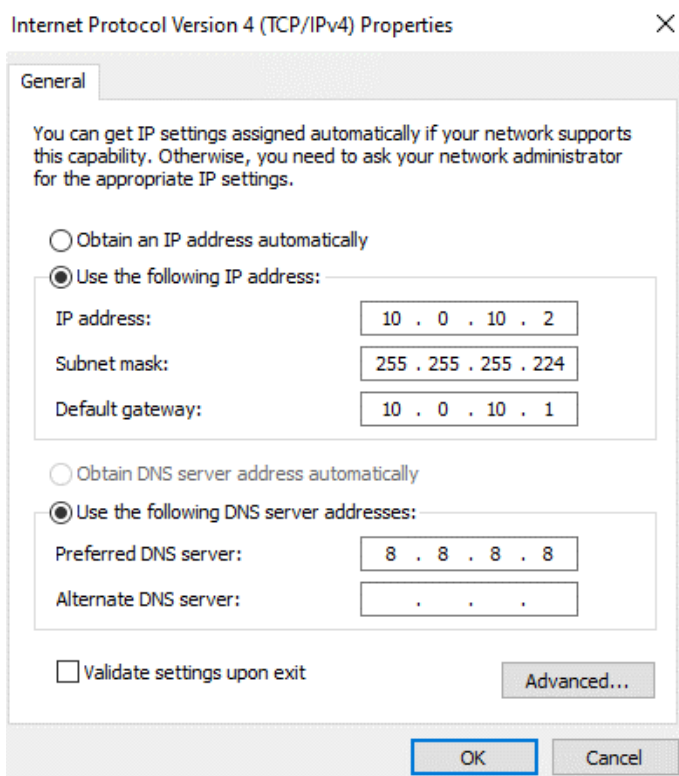 Internet Protocol Version 4 (TCP/IPv4) Properties
General
You can get IP settings assigned automatically if your network supports
this capability. Otherwise, you need to ask your network administrator
for the appropriate IP settings.
Obtain an IP address automatically
Use the following IP address:
IP address: 10 . 0 . 10 . 2
Subnet mask: 255 . 255 . 255 . 224
Default gateway: 10 . 0 . 10 . 1
Obtain DNS server address automatically
Use the following DNS server addresses:
Preferred DNS server: 8 . 8 . 8 . 8
Alternate DNS server: . . .
Validate settings upon exit
Advanced...
OK Cancel